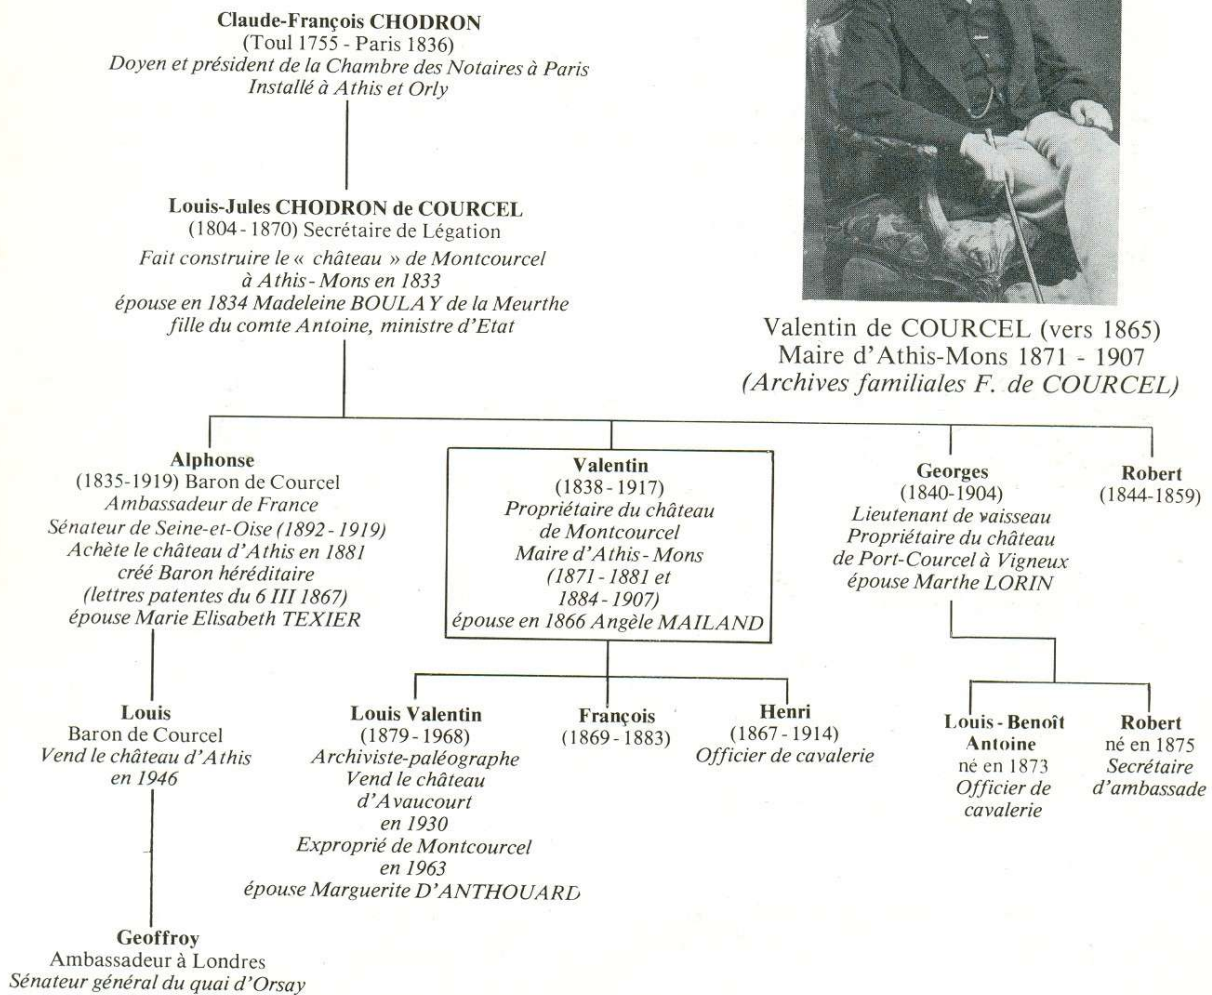 Claude-François CHODRON
(Toul 1755 - Paris 1836)
Doyen et président de la Chambre des Notaires à Paris
Installé à Athis et Orly
Louis-Jules CHODRON de COURCEL
(1804-1870) Secrétaire de Légation
Fait construire le « château » de Montcourcel
à Athis-Mons en 1833
épouse en 1834 Madeleine BOULAY de la Meurthe
fille du comte Antoine, ministre d'Etat
Valentin de COURCEL (vers 1865)
Maire d'Athis-Mons 1871 - 1907
(Archives familiales F. de COURCEL)
Alphonse
(1835-1919) Baron de Courcel
Ambassadeur de France
Sénateur de Seine-et-Oise (1892-1919)
Achète le château d'Athis en 1881
créé Baron héréditaire
(lettres patentes du 6 III 1867)
épouse Marie Elisabeth TEXIER
Valentin
(1838-1917)
Propriétaire du château
de Montcourcel
Maire d'Athis-Mons
(1871-1881 et
1884-1907)
épouse en 1866 Angèle MAILAND
Georges
(1840-1904)
Lieutenant de vaisseau
Propriétaire du château
de Port-Courcel à Vigneux
épouse Marthe LORIN
Robert
(1844-1859)
Louis
Baron de Courcel
Vend le château d'Athis
en 1946
Louis Valentin
(1879-1968)
Archiviste-paléographe
Vend le château
d'Avaucourt
en 1930
Exproprié de Montcourcel
en 1963
épouse Marguerite D'ANTHOUARD
François
(1869-1883)
Henri
(1867-1914)
Officier de cavalerie
Louis-Benoît
Antoine
né en 1873
Officier de
cavalerie
Robert
né en 1875
Secrétaire
d'ambassade
Geoffroy
Ambassadeur à Londres
Sénateur général du quai d'Orsay